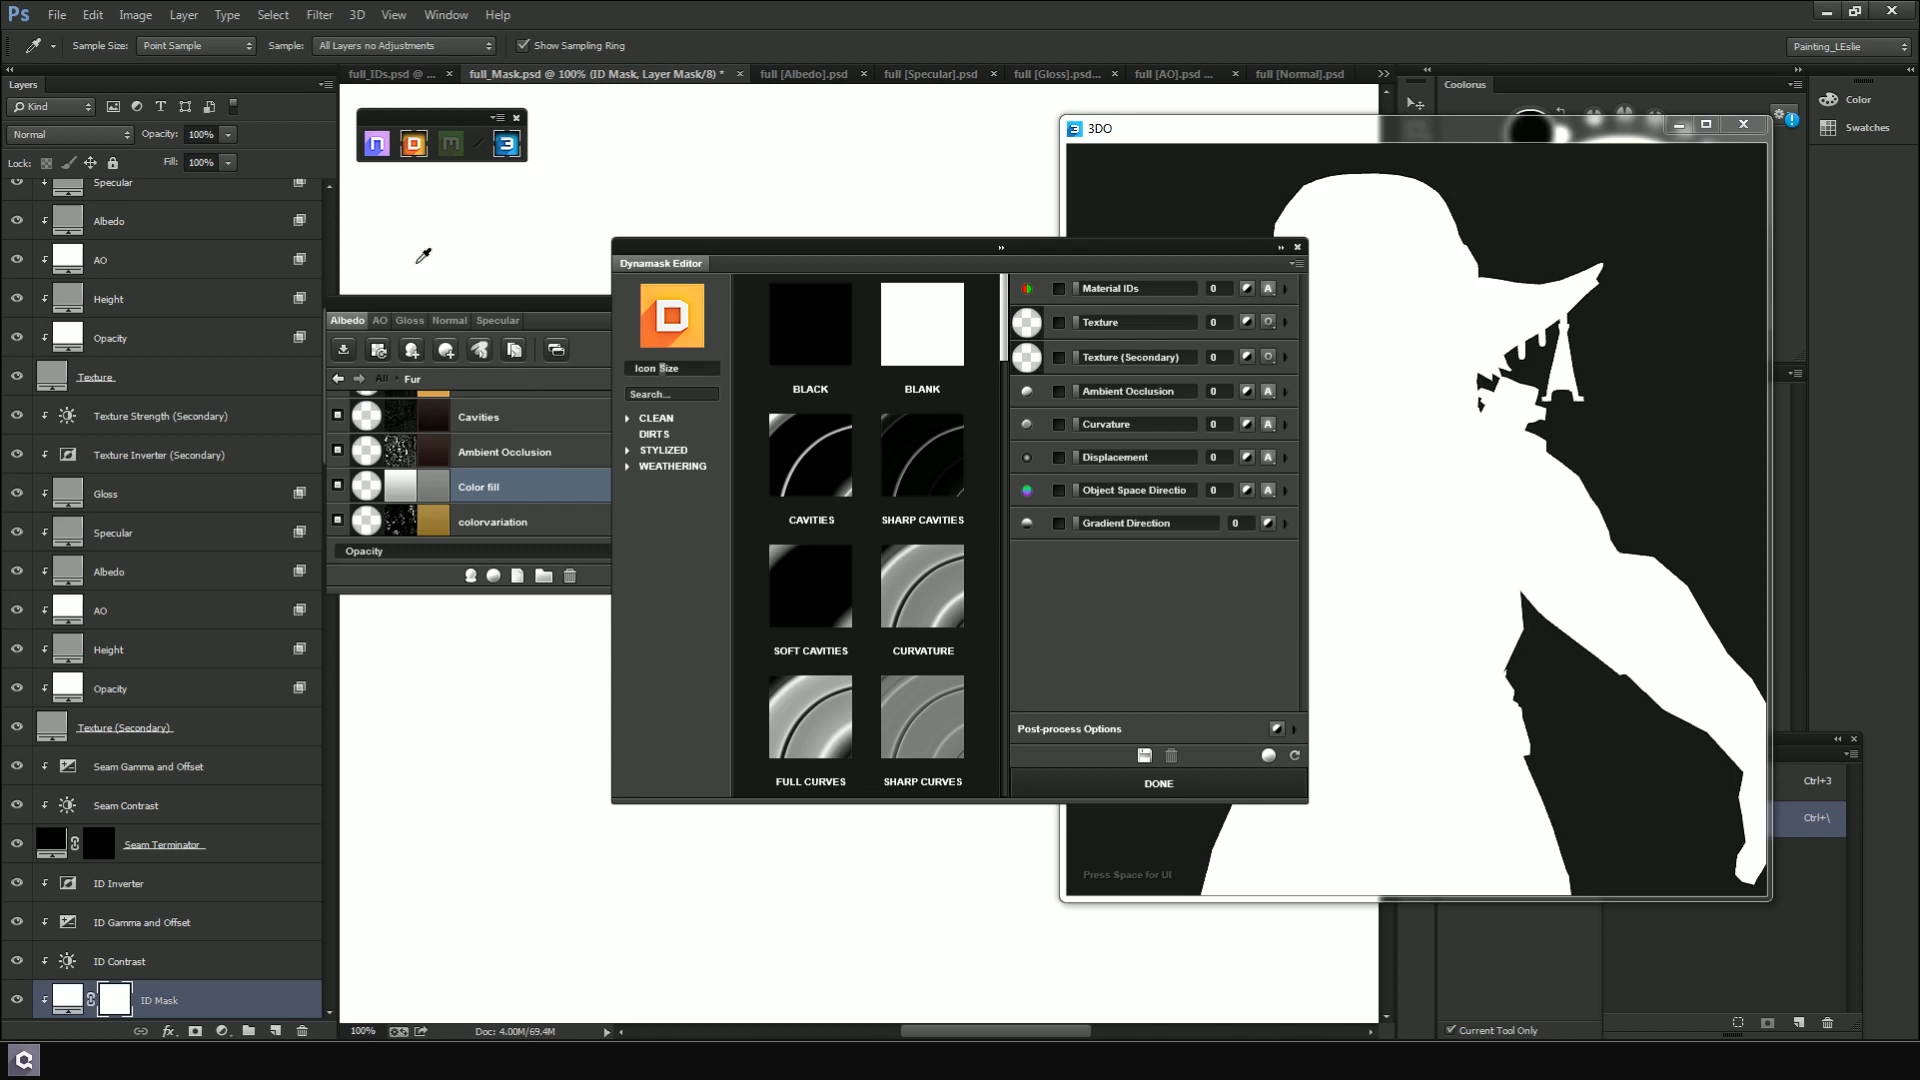 Ps File Edit Image Layer Type Select Filter 3D View Window Help
Sample Size: Point Sample Sample: All Layers no Adjustments Show Sampling Ring Painting_LEslie
Layers
full_IDs.psd @ ... × full_Mask.psd @ 100% (ID Mask, Layer Mask/8) * × full [Albedo].psd × full [Specular].psd × full [Gloss].psd... × full [AO].psd ... × full [Normal].psd
Coolorus
Color
Swatches
Kind
Normal Opacity: 100%
Lock: Fill: 100%
Specular
Albedo
AO
Height
Opacity
Texture
Texture Strength (Secondary)
Texture Inverter (Secondary)
Gloss
Specular
Albedo
AO
Height
Opacity
Texture (Secondary)
Seam Gamma and Offset
Seam Contrast
Seam Terminator
ID Inverter
ID Gamma and Offset
ID Contrast
ID Mask
3DO
Albedo AO Gloss Normal Specular
All Fur
Cavities
Ambient Occlusion
Color fill
colorvariation
Opacity
Dynamask Editor
Icon Size
Search...
CLEAN
DIRTS
STYLIZED
WEATHERING
BLACK BLANK
CAVITIES SHARP CAVITIES
SOFT CAVITIES CURVATURE
FULL CURVES SHARP CURVES
Material IDs 0 A
Texture 0
Texture (Secondary) 0
Ambient Occlusion 0 A
Curvature 0 A
Displacement 0 A
Object Space Directio 0 A
Gradient Direction 0
Post-process Options
DONE
Press Space for UI
Ctrl+3
Ctrl+\
Current Tool Only
100% Doc: 4.00M/69.4M